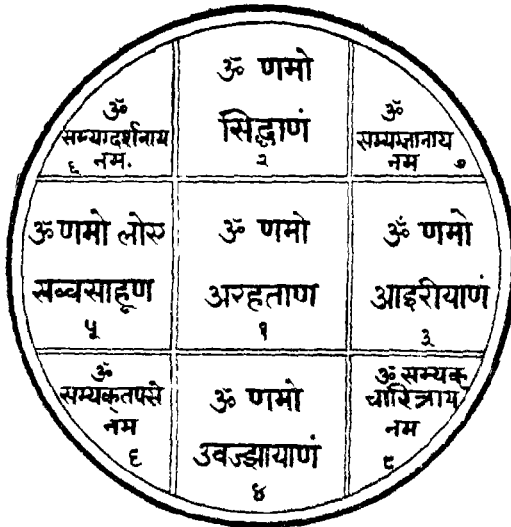 ॐ णमो
सिद्धाणं
२
ॐ
सम्यग्दर्शनाय
नम.
६
ॐ
सम्यग्ज्ञानाय
नम ७
ॐ णमो लोए
सव्वसाहूण
५
ॐ णमो
अरहताण
१
ॐ णमो
आइरीयाणं
३
ॐ
सम्यक्तपसे
नम
६
ॐ णमो
उवज्झायाणं
४
ॐ सम्यक्
चारित्राय
नम
८